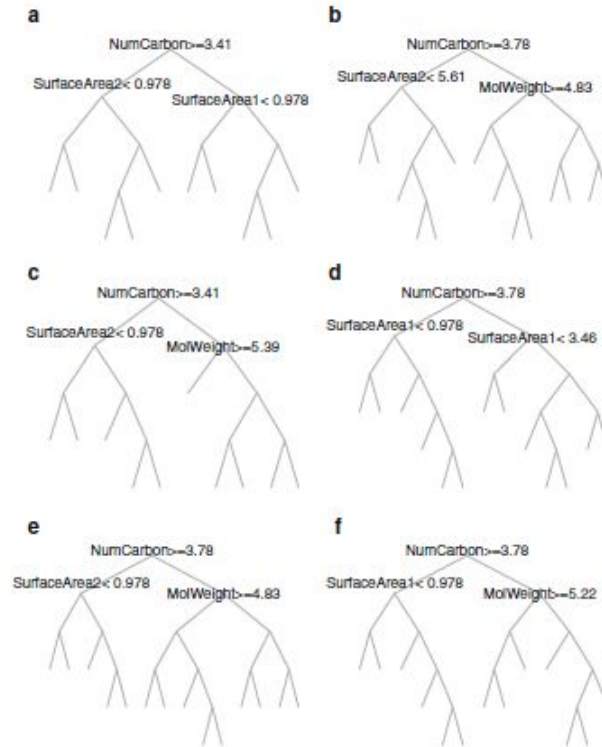 a
NumCarbon>=3.41
SurfaceArea2< 0.978
SurfaceArea1< 0.978
b
NumCarbon>=3.78
SurfaceArea2< 5.61
MolWeight>=4.83
c
NumCarbon>=3.41
SurfaceArea2< 0.978
MolWeight>=5.39
d
NumCarbon>=3.78
SurfaceArea1< 0.978
SurfaceArea1< 3.46
e
NumCarbon>=3.78
SurfaceArea2< 0.978
MolWeight>=4.83
f
NumCarbon>=3.78
SurfaceArea1< 0.978
MolWeight>=5.22